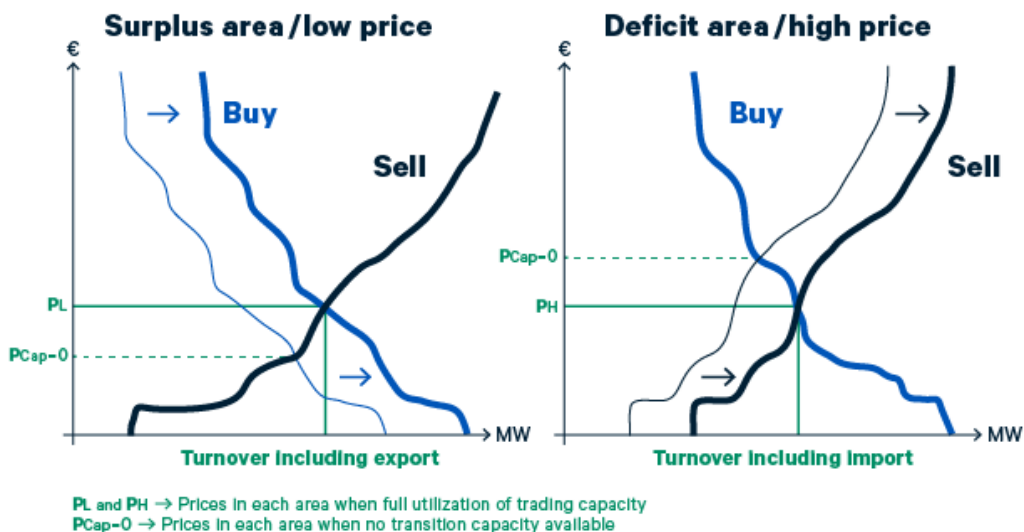 Surplus area/low price
Deficit area/high price
€
€
Buy
Sell
Buy
Sell
PCap-0
PL
PH
PCap-0
MW
MW
Turnover including export
Turnover including import
PL and PH → Prices in each area when full utilization of trading capacity
PCap-0 → Prices in each area when no transition capacity available